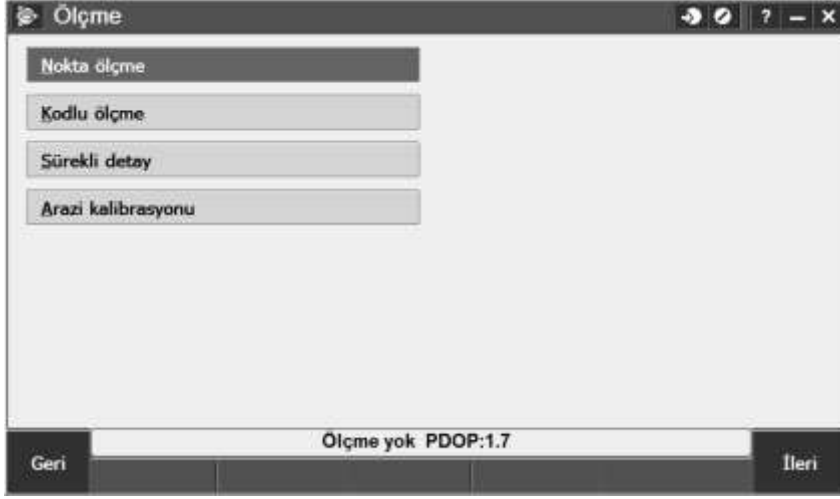 Ölçme
? – ×
Nokta ölçme
Kodlu ölçme
Sürekli detay
Arazi kalibrasyonu
Ölçme yok PDOP:1.7
Geri
İleri